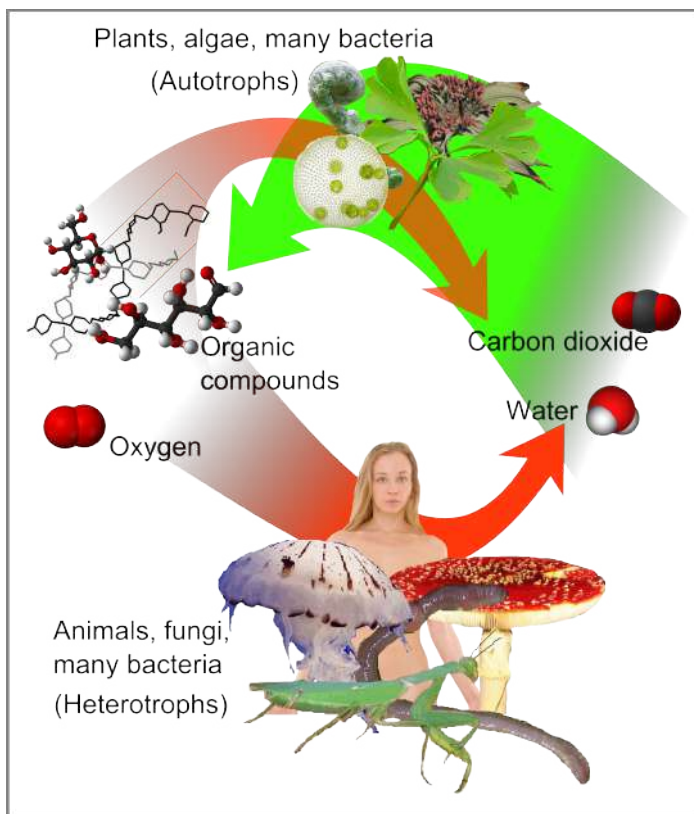 Plants, algae, many bacteria
(Autotrophs)
Organic
compounds
Carbon dioxide
Water
Oxygen
Animals, fungi,
many bacteria
(Heterotrophs)